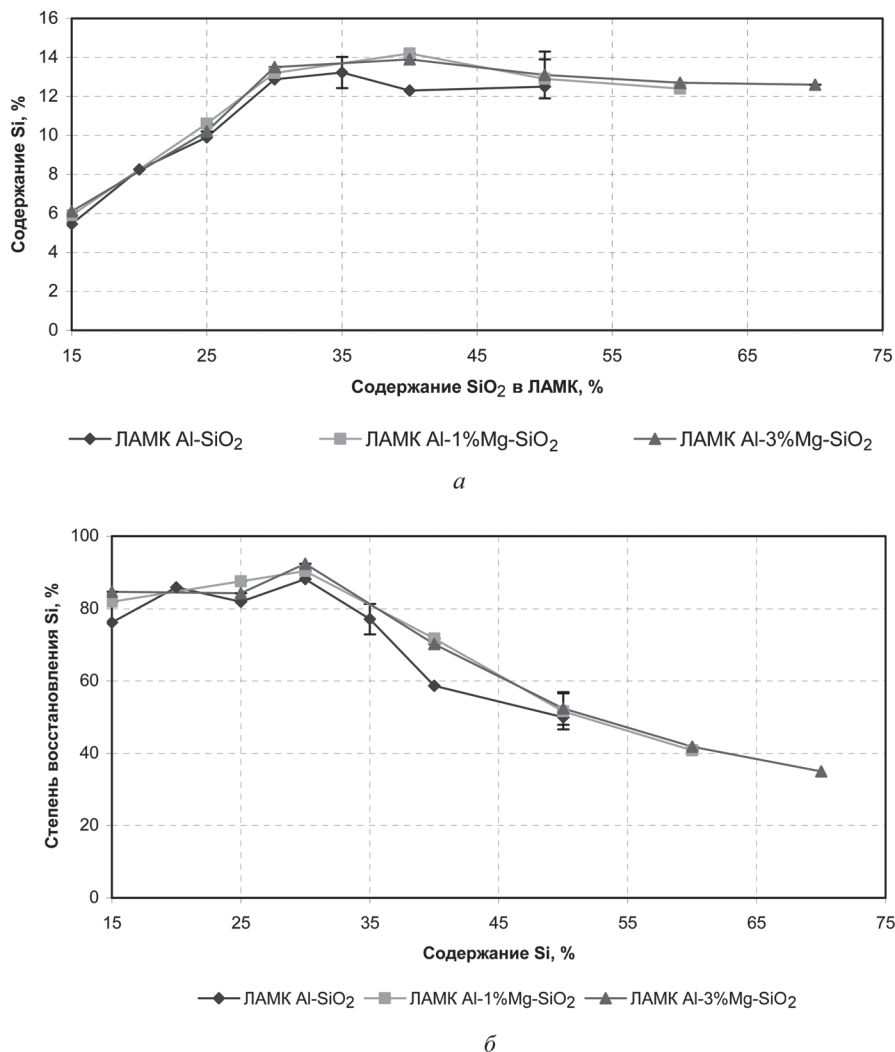 16
14
12
10
8
6
4
2
0
Содержание Si, %
15 25 35 45 55 65 75
Содержание SiO2 в ЛАМК, %
ЛАМК Al-SiO2 ЛАМК Al-1%Mg-SiO2 ЛАМК Al-3%Mg-SiO2
а
100
80
60
40
20
0
Степень восстановления Si, %
15 25 35 45 55 65 75
Содержание Si, %
ЛАМК Al-SiO2 ЛАМК Al-1%Mg-SiO2 ЛАМК Al-3%Mg-SiO2
б